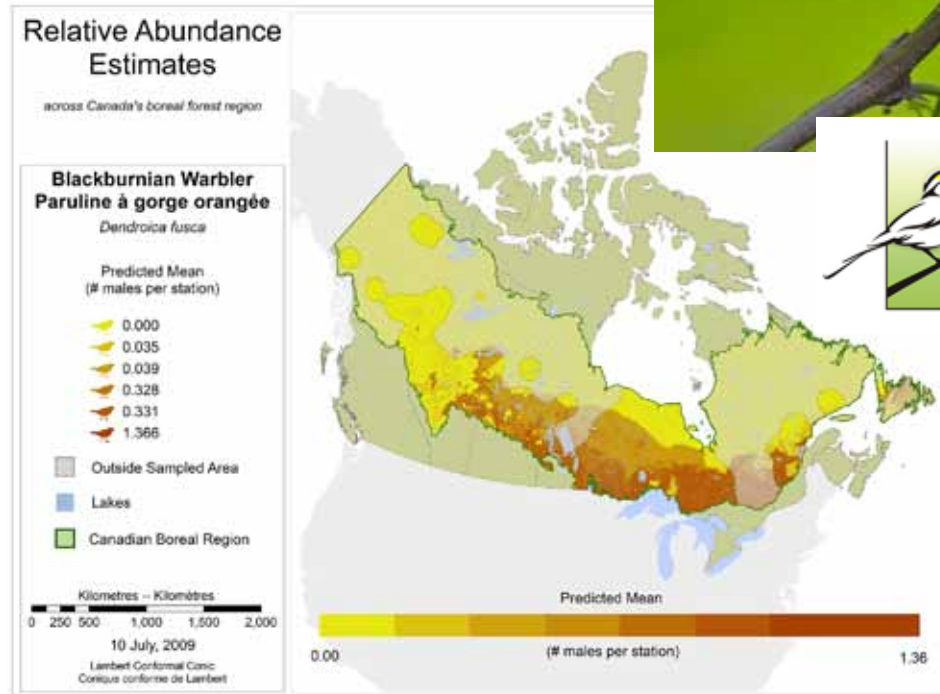 Relative Abundance
Estimates
across Canada's boreal forest region
Blackburnian Warbler
Paruline à gorge orangée
Dendroica fusca
Predicted Mean
(# males per station)
0.000
0.035
0.039
0.328
0.331
1.366
Outside Sampled Area
Lakes
Canadian Boreal Region
Kilometres -- Kilomètres
0 250 500 1,000 1,500 2,000
10 July, 2009
Lambert Conformal Conic
Conique conforme de Lambert
Predicted Mean
0.00 (# males per station) 1.36